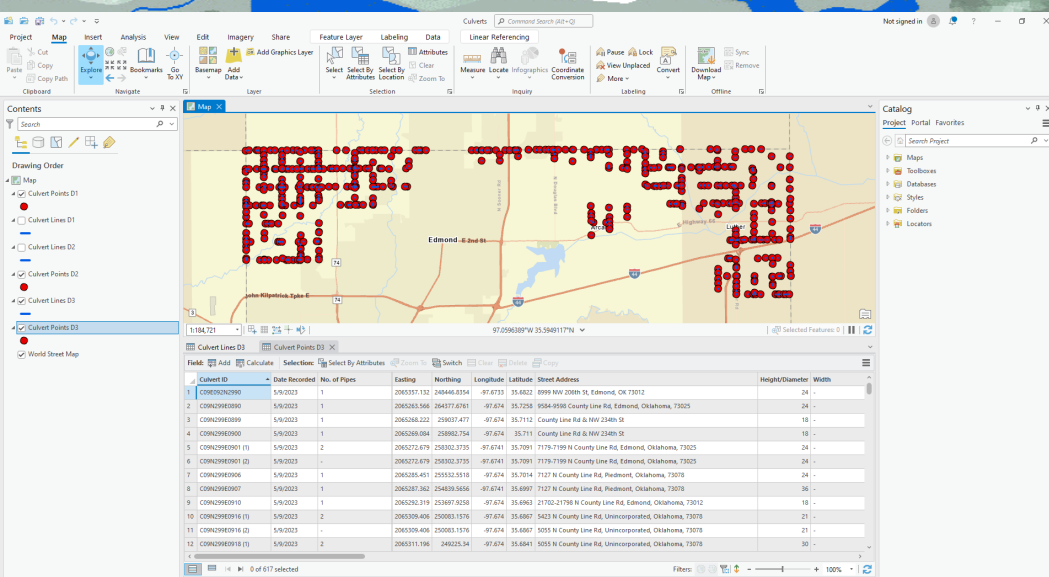 Culverts
Command Search (Alt+Q)
Not signed in
Project Map Insert Analysis View Edit Imagery Share Feature Layer Labeling Data Linear Referencing
Paste Cut Copy Copy Path
Explore Bookmarks Go To XY
Basemap Add Data Add Graphics Layer
Select Select By Attributes Select By Location Attributes Clear Zoom To
Measure Locate Infographics Coordinate Conversion
Pause Lock View Unplaced More Convert
Download Map Sync Remove
Clipboard Navigate Layer Selection Inquiry Labeling Offline
Contents
Search
Drawing Order
Map
Culvert Points D1
Culvert Lines D1
Culvert Lines D2
Culvert Points D2
Culvert Lines D3
Culvert Points D3
World Street Map
Map
N Douglas Blvd
Highway 66
Luther
44
Edmond E 2nd St
74
44
John Kilpatrick Tpke E
74
44
3
1:184,721
97.0596389°W 35.5949117°N
Selected Features: 0
Culvert Lines D3 Culvert Points D3
Field: Add Calculate Selection: Select By Attributes Zoom To Switch Clear Delete Copy
Culvert ID Date Recorded No. of Pipes Easting Northing Longitude Latitude Street Address Height/Diameter Width
1 C09E092N2990 5/9/2023 1 2065357.132 248446.8354 -97.6733 35.6822 8999 NW 206th St, Edmond, OK 73012 24 -
2 C09N299E0890 5/9/2023 1 2065263.566 264377.6761 -97.674 35.7258 9584-9598 County Line Rd, Edmond, Oklahoma, 73025 24 -
3 C09N299E0899 5/9/2023 1 2065268.222 259037.477 -97.674 35.7112 County Line Rd & NW 234th St 18 -
4 C09N299E0900 5/9/2023 1 2065269.084 258982.754 -97.674 35.711 County Line Rd & NW 234th St 18 -
5 C09N299E0901 (1) 5/9/2023 2 2065272.679 258302.3735 -97.674 35.7091 7179-7199 N County Line Rd, Edmond, Oklahoma, 73025 24 -
6 C09N299E0901 (2) 5/9/2023 - 2065272.679 258302.3735 -97.674 35.7091 7179-7199 N County Line Rd, Edmond, Oklahoma, 73025 24 -
7 C09N299E0906 5/9/2023 1 2065285.451 255532.5518 -97.674 35.7014 7127 N County Line Rd, Piedmont, Oklahoma, 73078 24 -
8 C09N299E0907 5/9/2023 1 2065287.362 254839.5656 -97.6741 35.6997 7127 N County Line Rd, Piedmont, Oklahoma, 73078 36 -
9 C09N299E0910 5/9/2023 1 2065292.319 253697.9256 -97.674 35.6963 21702-21798 N County Line Rd, Edmond, Oklahoma, 73012 18 -
10 C09N299E0916 (1) 5/9/2023 2 2065309.406 250083.1576 -97.674 35.6867 5423 N County Line Rd, Unincorporated, Oklahoma, 73078 21 -
11 C09N299E0916 (2) 5/9/2023 - 2065309.406 250083.1576 -97.674 35.6867 5055 N County Line Rd, Unincorporated, Oklahoma, 73078 21 -
12 C09N299E0918 (1) 5/9/2023 2 2065311.196 249225.34 -97.674 35.6841 5055 N County Line Rd, Unincorporated, Oklahoma, 73078 30 -
0 of 617 selected
Filters: 100%
Catalog
Project Portal Favorites
Search Project
Maps
Toolboxes
Databases
Styles
Folders
Locators